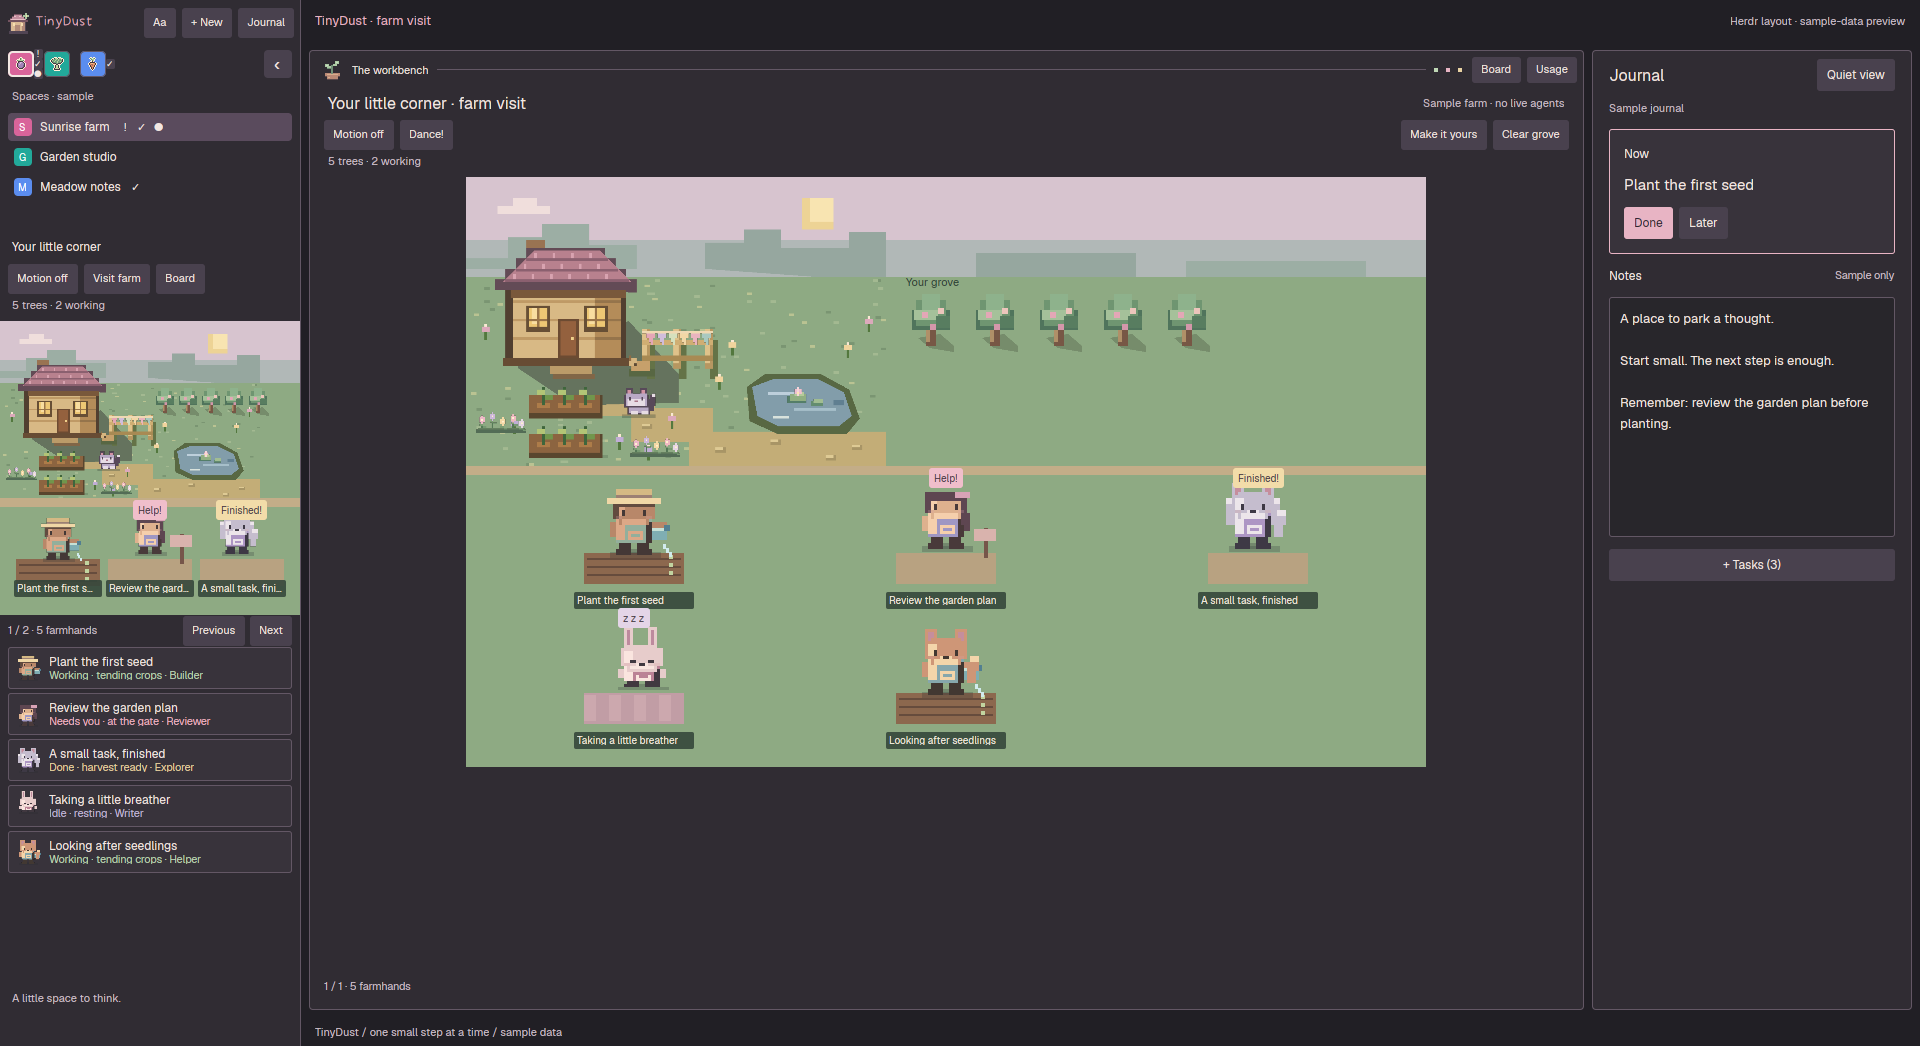 TinyDust
Aa
+ New
Journal
TinyDust · farm visit
Herdr layout · sample-data preview
! ✓
✓
‹
Spaces · sample
S Sunrise farm ! ✓ ●
G Garden studio
M Meadow notes ✓
Your little corner
Motion off
Visit farm
Board
5 trees · 2 working
Help!
Finished!
Plant the first s...
Review the gard...
A small task, fini...
1 / 2 · 5 farmhands
Previous
Next
Plant the first seed
Working · tending crops · Builder
Review the garden plan
Needs you · at the gate · Reviewer
A small task, finished
Done · harvest ready · Explorer
Taking a little breather
Idle · resting · Writer
Looking after seedlings
Working · tending crops · Helper
A little space to think.
The workbench
Board
Usage
Your little corner · farm visit
Sample farm · no live agents
Motion off
Dance!
Make it yours
Clear grove
5 trees · 2 working
Your grove
Help!
Finished!
Plant the first seed
Review the garden plan
A small task, finished
z z z
Taking a little breather
Looking after seedlings
1 / 1 · 5 farmhands
TinyDust / one small step at a time / sample data
Journal
Quiet view
Sample journal
Now
Plant the first seed
Done
Later
Notes
Sample only
A place to park a thought.
Start small. The next step is enough.
Remember: review the garden plan before
planting.
+ Tasks (3)